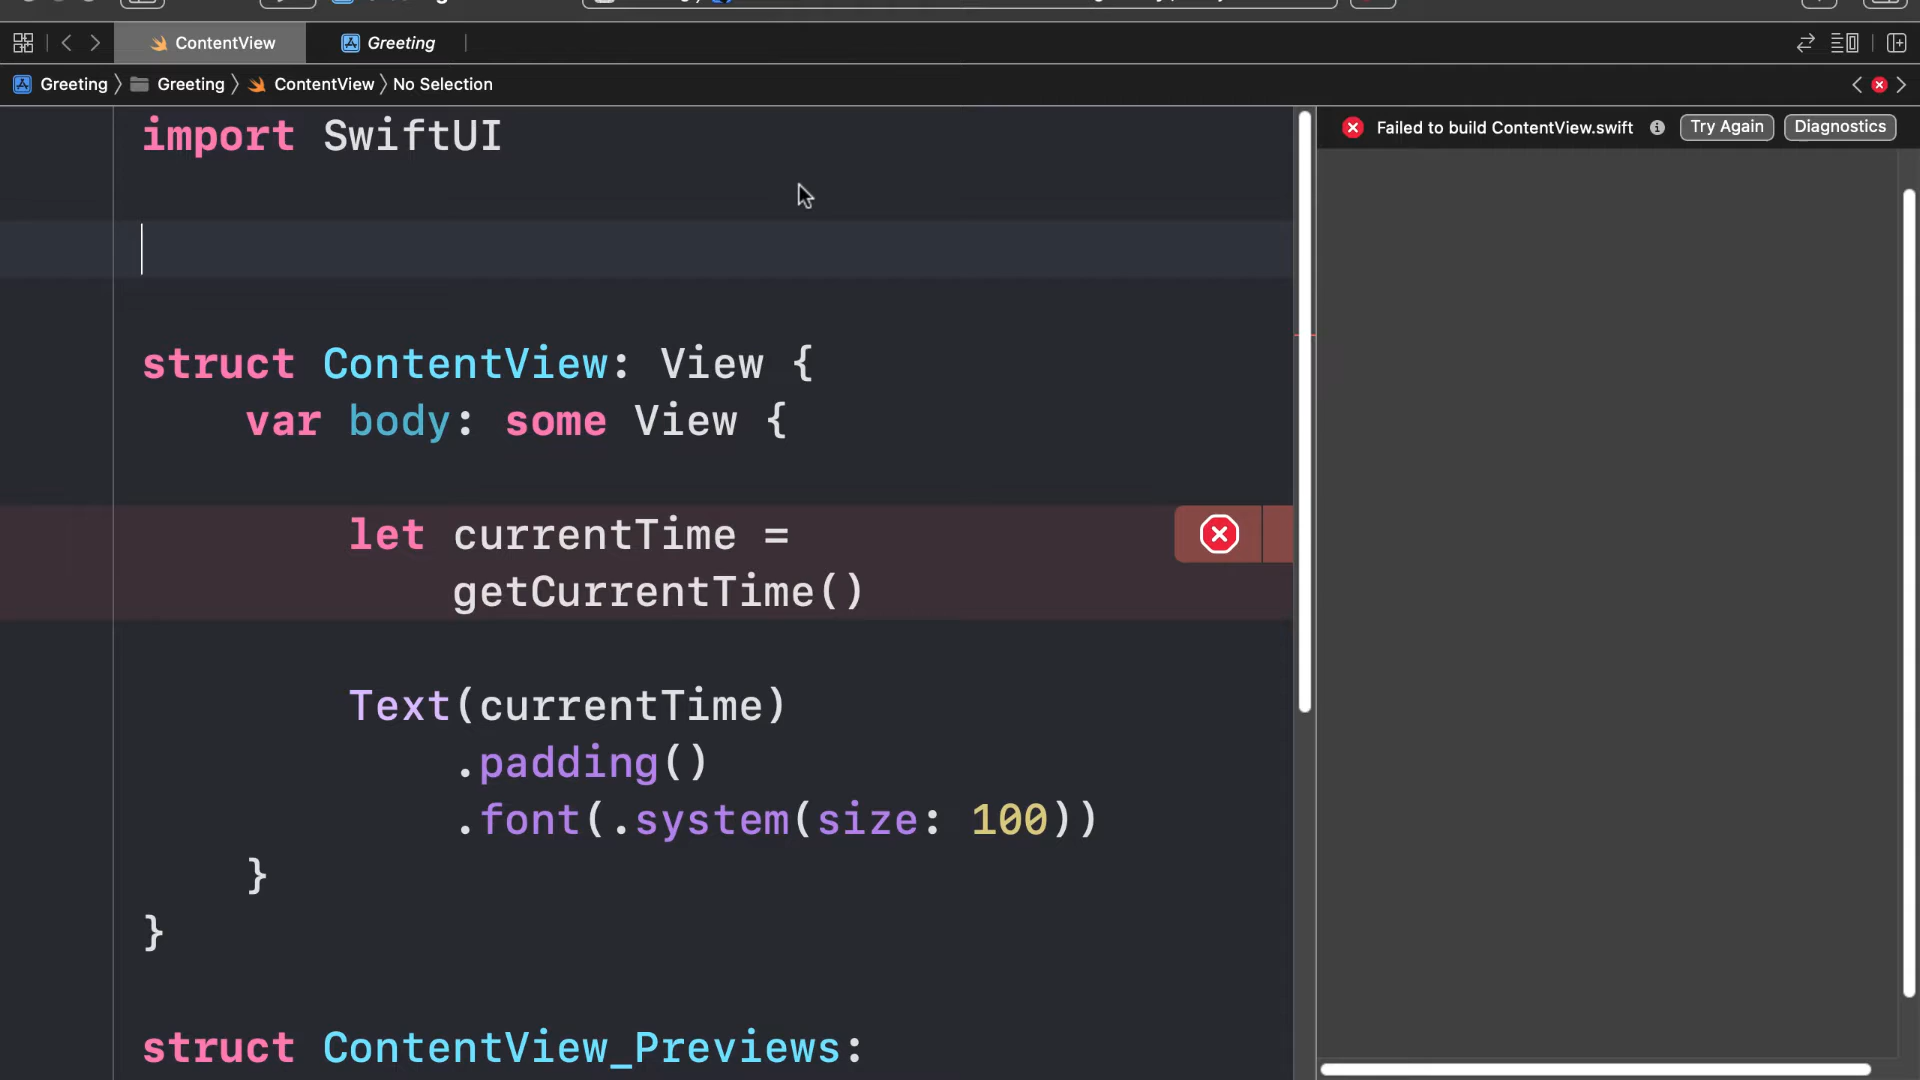 ContentView
Greeting
Greeting
Greeting
ContentView
No Selection
import SwiftUI
Failed to build ContentView.swift
Try Again
Diagnostics
struct ContentView: View {
var body: some View {
let currentTime =
getCurrentTime()
Text(currentTime)
.padding()
.font(.system(size: 100))
}
}
struct ContentView_Previews: